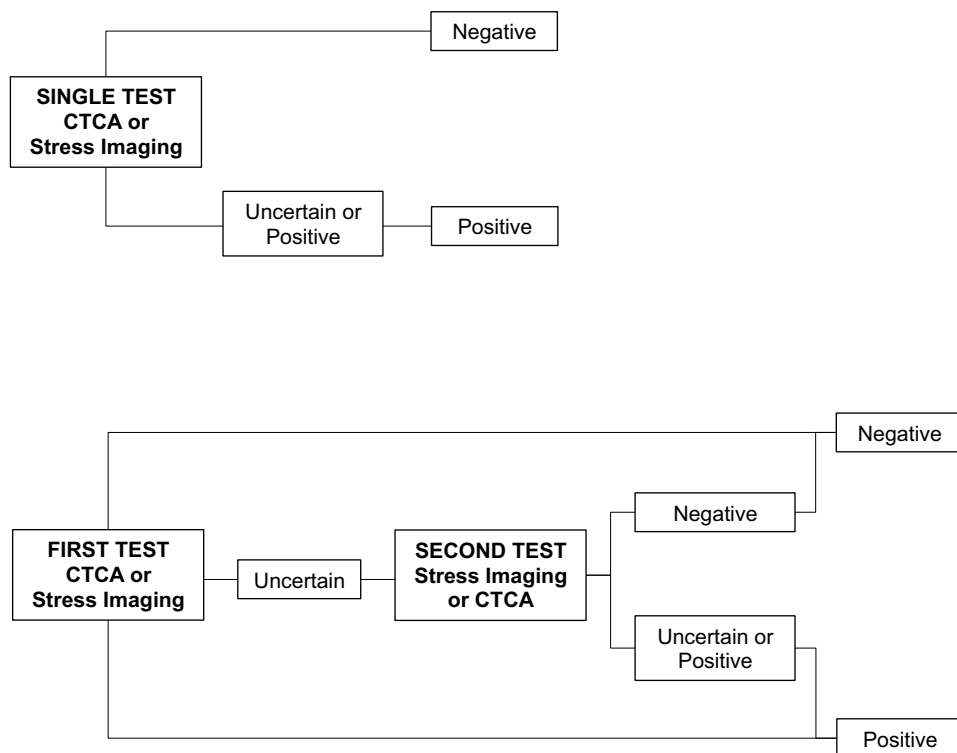 Negative
SINGLE TEST
CTCA or
Stress Imaging
Uncertain or
Positive
Positive
Negative
Negative
FIRST TEST
CTCA or
Stress Imaging
Uncertain
SECOND TEST
Stress Imaging
or CTCA
Uncertain or
Positive
Positive